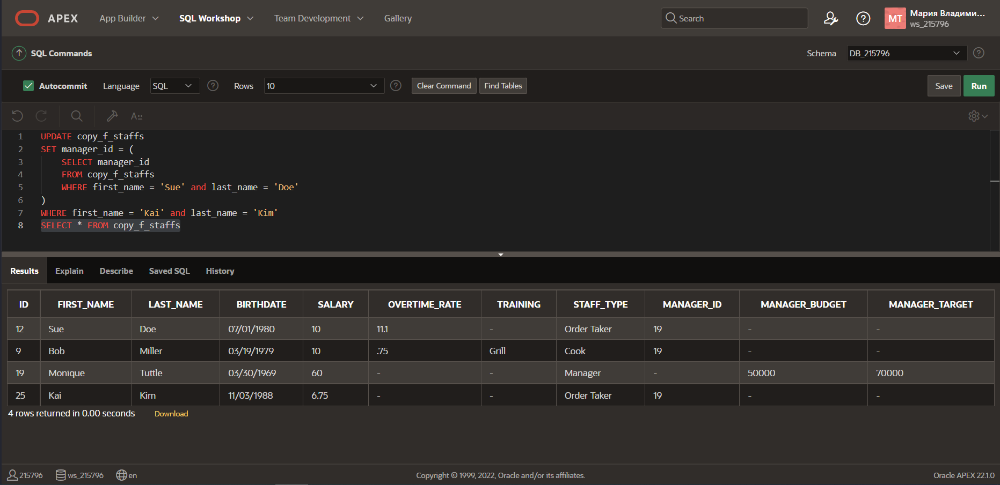 APEX App Builder SQL Workshop Team Development Gallery Search MT Мария Владими...
ws_215796
SQL Commands Schema DB_215796
Autocommit Language SQL Rows 10 Clear Command Find Tables Save Run
A::
1 UPDATE copy_f_staffs
2 SET manager_id = (
3 SELECT manager_id
4 FROM copy_f_staffs
5 WHERE first_name = 'Sue' and last_name = 'Doe'
6 )
7 WHERE first_name = 'Kai' and last_name = 'Kim'
8 SELECT * FROM copy_f_staffs
Results Explain Describe Saved SQL History
ID FIRST_NAME LAST_NAME BIRTHDATE SALARY OVERTIME_RATE TRAINING STAFF_TYPE MANAGER_ID MANAGER_BUDGET MANAGER_TARGET
12 Sue Doe 07/01/1980 10 11.1 - Order Taker 19 - -
9 Bob Miller 03/19/1979 10 .75 Grill Cook 19 - -
19 Monique Tuttle 03/30/1969 60 - - Manager - 50000 70000
25 Kai Kim 11/03/1988 6.75 - - Order Taker 19 - -
4 rows returned in 0.00 seconds Download
215796 ws_215796 en Copyright © 1999, 2022, Oracle and/or its affiliates. Oracle APEX 22.1.0